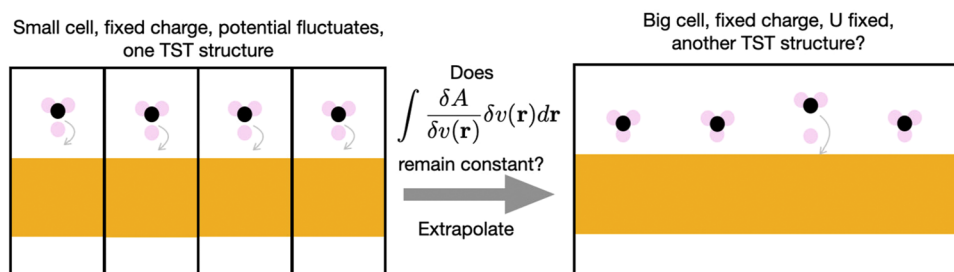 Small cell, fixed charge, potential fluctuates,
one TST structure
Does
∫ δA/δv(r) δv(r)dr
remain constant?
Extrapolate
Big cell, fixed charge, U fixed,
another TST structure?